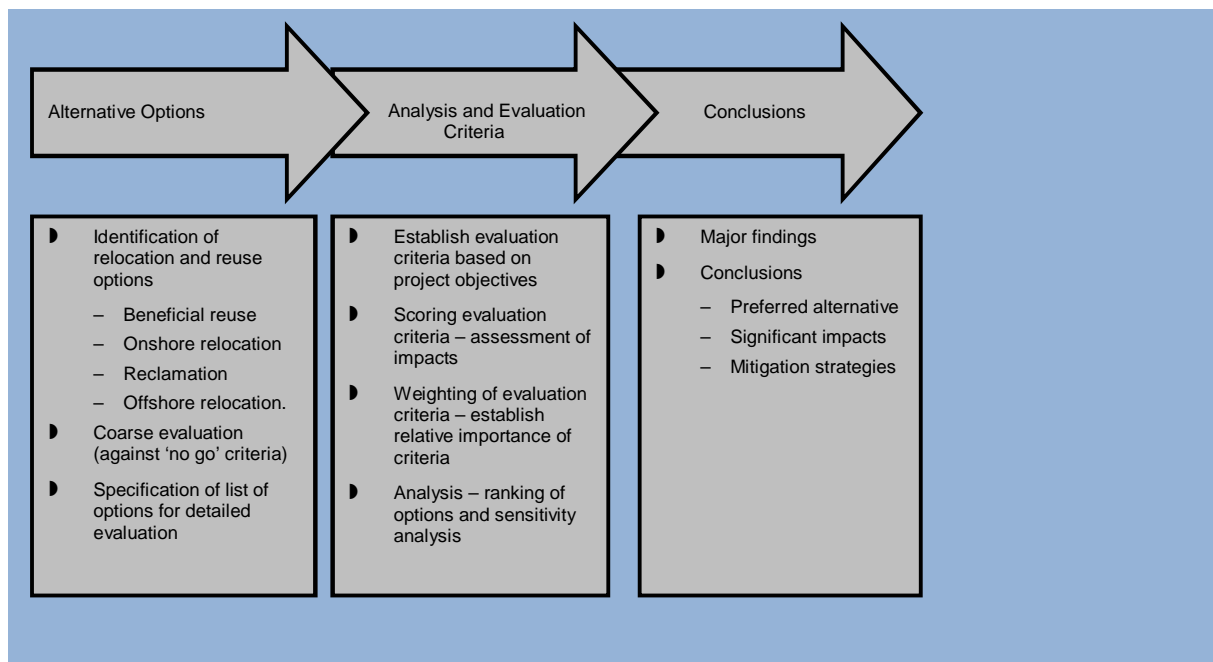 Alternative Options
Analysis and Evaluation
Criteria
Conclusions
◗ Identification of
relocation and reuse
options
– Beneficial reuse
– Onshore relocation
– Reclamation
– Offshore relocation.
◗ Coarse evaluation
(against ‘no go’ criteria)
◗ Specification of list of
options for detailed
evaluation
◗ Establish evaluation
criteria based on
project objectives
◗ Scoring evaluation
criteria – assessment of
impacts
◗ Weighting of evaluation
criteria – establish
relative importance of
criteria
◗ Analysis – ranking of
options and sensitivity
analysis
◗ Major findings
◗ Conclusions
– Preferred alternative
– Significant impacts
– Mitigation strategies